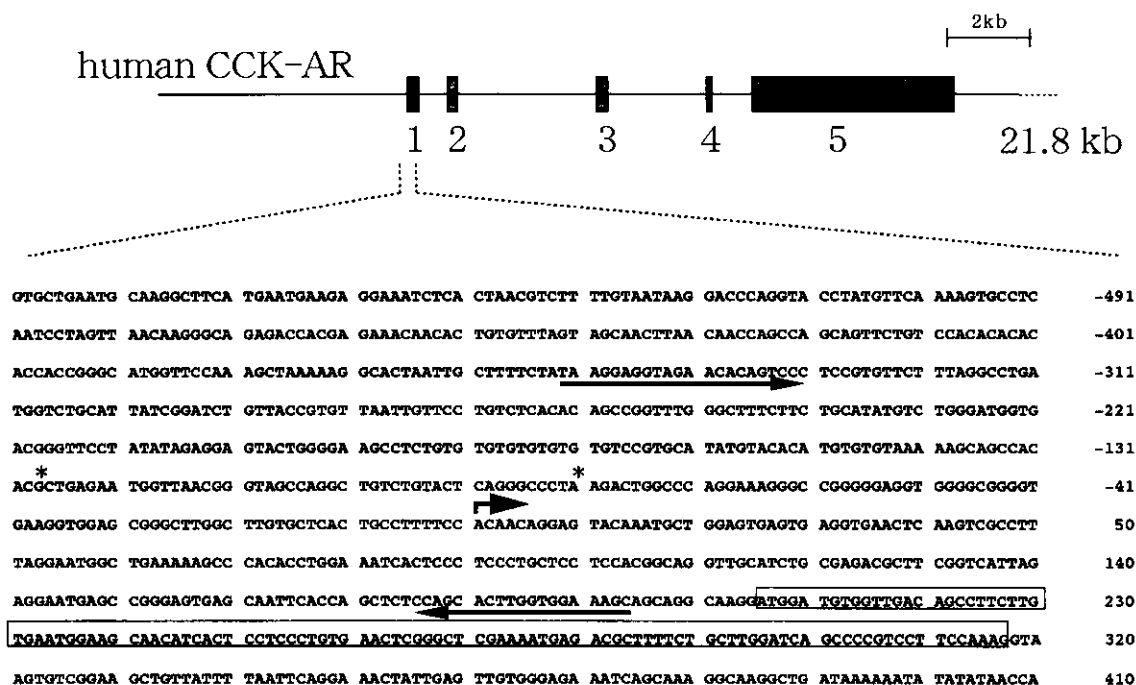 2kb
human CCK-AR
1 2 3 4 5 21.8 kb
GTGCTGAATG CAAGGCTTCA TGAATGAAGA GGAAATCTCA CTAACGTCTT TTGTAATAAG GACCCAGGTA CCTATGTTCA AAAGTGCCTC -491
AATCCTAGTT AACAAGGGCA GAGACCACGA GAAACAACAC TGTGTTTAGT AGCAACTTAA CAACCAGCCA GCAGTTCTGT CCACACACAC -401
ACCACCGGGC ATGGTTCCAA AGCTAAAAAG GCACTAATTG CTTTTCTATA AGGAGGTAGA ACACAGTCCC TCCGTGTTCT TTAGGCCTGA -311
TGGTCTGCAT TATCGGATCT GTTACCGTGT TAATTGTTCC TGTCTCACAC AGCCGGTTTG GGCTTTCTTC TGCATATGTC TGGGATGGTG -221
ACGGGTTCCT ATATAGAGGA GTACTGGGGA AGCCTCTGTG TGTGTGTGTG TGTCCGTGCA TATGTACACA TGTGTGTAAA AAGCAGCCAC -131
* *
ACGCTGAGAA TGGTTAACGG GTAGCCAGGC TGTCTGTACT CAGGGCCCTA AGACTGGCCC AGGAAAGGGC CGGGGGAGGT GGGGCGGGGT -41
GAAGGTGGAG CGGGCTTGGC TTGTGCTCAC TGCCTTTTCC ACAACAGGAG TACAAATGCT GGAGTGAGTG AGGTGAACTC AAGTCGCCTT 50
TAGGAATGGC TGAAAAAGCC CACACCTGGA AATCACTCCC TCCCTGCTCC TCCACGGCAG GTTGCATCTG CGAGACGCTT CGGTCATTAG 140
AGGAATGAGC CGGGAGTGAG CAATTCACCA GCTCTCCAGC ACTTGGTGGA AAGCAGCAGG CAAGGATGGA TGTGGTTGAC AGCCTTCTTG 230
TGAATGGAAG CAACATCACT CCTCCCTGTG AACTCGGGCT CGAAAATGAG ACGCTTTTCT GCTTGGATCA GCCCCGTCCT TCCAAAGGTA 320
AGTGTCGGAA GCTGTTATTT TAATTCAGGA AACTATTGAG TTGTGGGAGA AATCAGCAAA GGCAAGGCTG ATAAAAAATA TATATAACCA 410